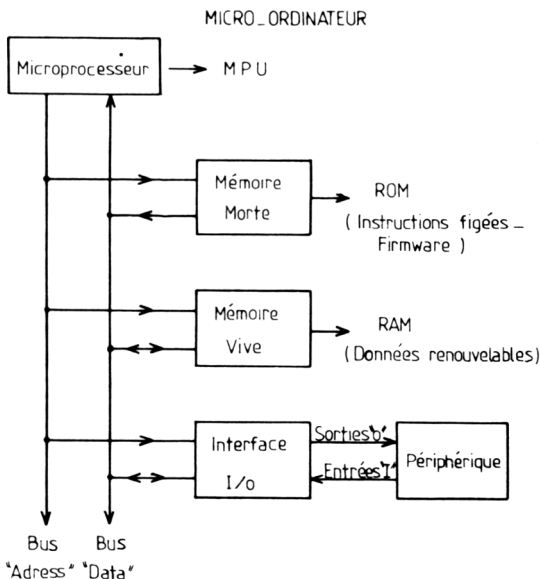 MICRO_ORDINATEUR
Microprocesseur
MPU
Mémoire
Morte
ROM
(Instructions figées_
Firmware)
Mémoire
Vive
RAM
(Données renouvelables)
Interface
I/o
Sorties"o"
Entrées"I"
Périphérique
Bus
"Adress"
Bus
"Data"